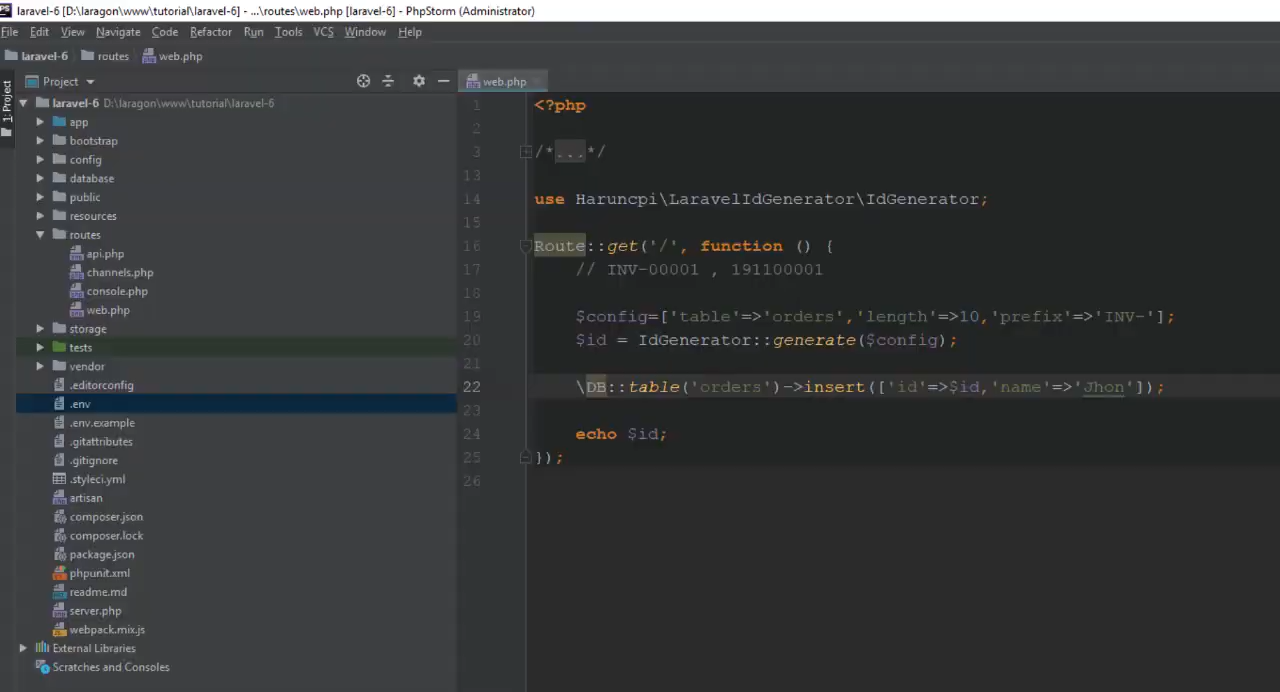 laravel-6 [D:\laragon\www\tutorial\laravel-6] - ...\routes\web.php [laravel-6] - PhpStorm (Administrator)
File Edit View Navigate Code Refactor Run Tools VCS Window Help
laravel-6 routes web.php
1: Project
Project
laravel-6 D:\laragon\www\tutorial\laravel-6
app
bootstrap
config
database
public
resources
routes
api.php
channels.php
console.php
web.php
storage
tests
vendor
.editorconfig
.env
.env.example
.gitattributes
.gitignore
.styleci.yml
artisan
composer.json
composer.lock
package.json
phpunit.xml
readme.md
server.php
webpack.mix.js
External Libraries
Scratches and Consoles
web.php
1 <?php
2
3 /*...*/
13
14 use Haruncpi\LaravelIdGenerator\IdGenerator;
15
16 Route::get('/', function () {
17 // INV-00001 , 191100001
18
19 $config=['table'=>'orders','length'=>10,'prefix'=>'INV-'];
20 $id = IdGenerator::generate($config);
21
22 \DB::table('orders')->insert(['id'=>$id,'name'=>'Jhon']);
23
24 echo $id;
25 });
26